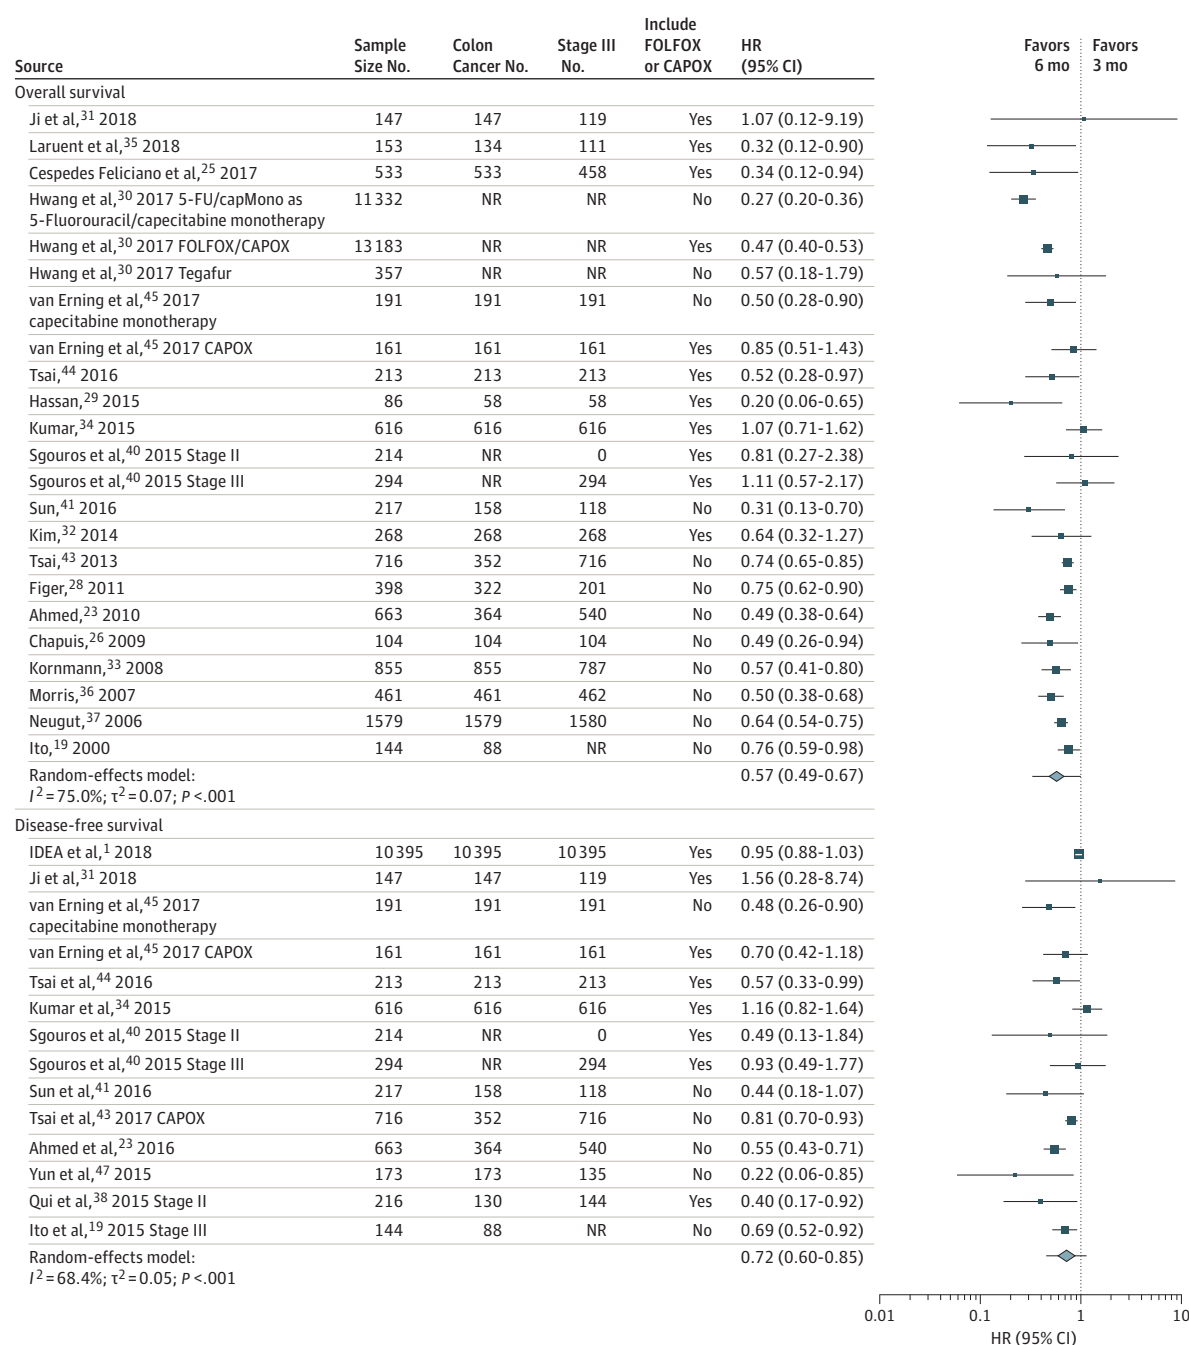 Source Sample Size No. Colon Cancer No. Stage III No. Include FOLFOX or CAPOX HR (95% CI) Favors 6 mo Favors 3 mo
Overall survival
Ji et al,31 2018 147 147 119 Yes 1.07 (0.12-9.19)
Laruent et al,35 2018 153 134 111 Yes 0.32 (0.12-0.90)
Cespedes Feliciano et al,25 2017 533 533 458 Yes 0.34 (0.12-0.94)
Hwang et al,30 2017 5-FU/capMono as 11 332 NR NR No 0.27 (0.20-0.36)
5-Fluorouracil/capecitabine monotherapy
Hwang et al,30 2017 FOLFOX/CAPOX 13 183 NR NR Yes 0.47 (0.40-0.53)
Hwang et al,30 2017 Tegafur 357 NR NR No 0.57 (0.18-1.79)
van Erning et al,45 2017 191 191 191 No 0.50 (0.28-0.90)
capecitabine monotherapy
van Erning et al,45 2017 CAPOX 161 161 161 Yes 0.85 (0.51-1.43)
Tsai,44 2016 213 213 213 Yes 0.52 (0.28-0.97)
Hassan,29 2015 86 58 58 Yes 0.20 (0.06-0.65)
Kumar,34 2015 616 616 616 Yes 1.07 (0.71-1.62)
Sgouros et al,40 2015 Stage II 214 NR 0 Yes 0.81 (0.27-2.38)
Sgouros et al,40 2015 Stage III 294 NR 294 Yes 1.11 (0.57-2.17)
Sun,41 2016 217 158 118 No 0.31 (0.13-0.70)
Kim,32 2014 268 268 268 Yes 0.64 (0.32-1.27)
Tsai,43 2013 716 352 716 No 0.74 (0.65-0.85)
Figer,28 2011 398 322 201 No 0.75 (0.62-0.90)
Ahmed,23 2010 663 364 540 No 0.49 (0.38-0.64)
Chapuis,26 2009 104 104 104 No 0.49 (0.26-0.94)
Kornmann,33 2008 855 855 787 No 0.57 (0.41-0.80)
Morris,36 2007 461 461 462 No 0.50 (0.38-0.68)
Neugut,37 2006 1579 1579 1580 No 0.64 (0.54-0.75)
Ito,19 2000 144 88 NR No 0.76 (0.59-0.98)
Random-effects model: 0.57 (0.49-0.67)
I2=75.0%; τ2=0.07; P<.001
Disease-free survival
IDEA et al,1 2018 10 395 10 395 10 395 Yes 0.95 (0.88-1.03)
Ji et al,31 2018 147 147 119 Yes 1.56 (0.28-8.74)
van Erning et al,45 2017 191 191 191 No 0.48 (0.26-0.90)
capecitabine monotherapy
van Erning et al,45 2017 CAPOX 161 161 161 Yes 0.70 (0.42-1.18)
Tsai et al,44 2016 213 213 213 Yes 0.57 (0.33-0.99)
Kumar et al,34 2015 616 616 616 Yes 1.16 (0.82-1.64)
Sgouros et al,40 2015 Stage II 214 NR 0 Yes 0.49 (0.13-1.84)
Sgouros et al,40 2015 Stage III 294 NR 294 Yes 0.93 (0.49-1.77)
Sun et al,41 2016 217 158 118 No 0.44 (0.18-1.07)
Tsai et al,43 2017 CAPOX 716 352 716 No 0.81 (0.70-0.93)
Ahmed et al,23 2016 663 364 540 No 0.55 (0.43-0.71)
Yun et al,47 2015 173 173 135 No 0.22 (0.06-0.85)
Qui et al,38 2015 Stage II 216 130 144 Yes 0.40 (0.17-0.92)
Ito et al,19 2015 Stage III 144 88 NR No 0.69 (0.52-0.92)
Random-effects model: 0.72 (0.60-0.85)
I2=68.4%; τ2=0.05; P<.001
0.01 0.1 1 10
HR (95% CI)